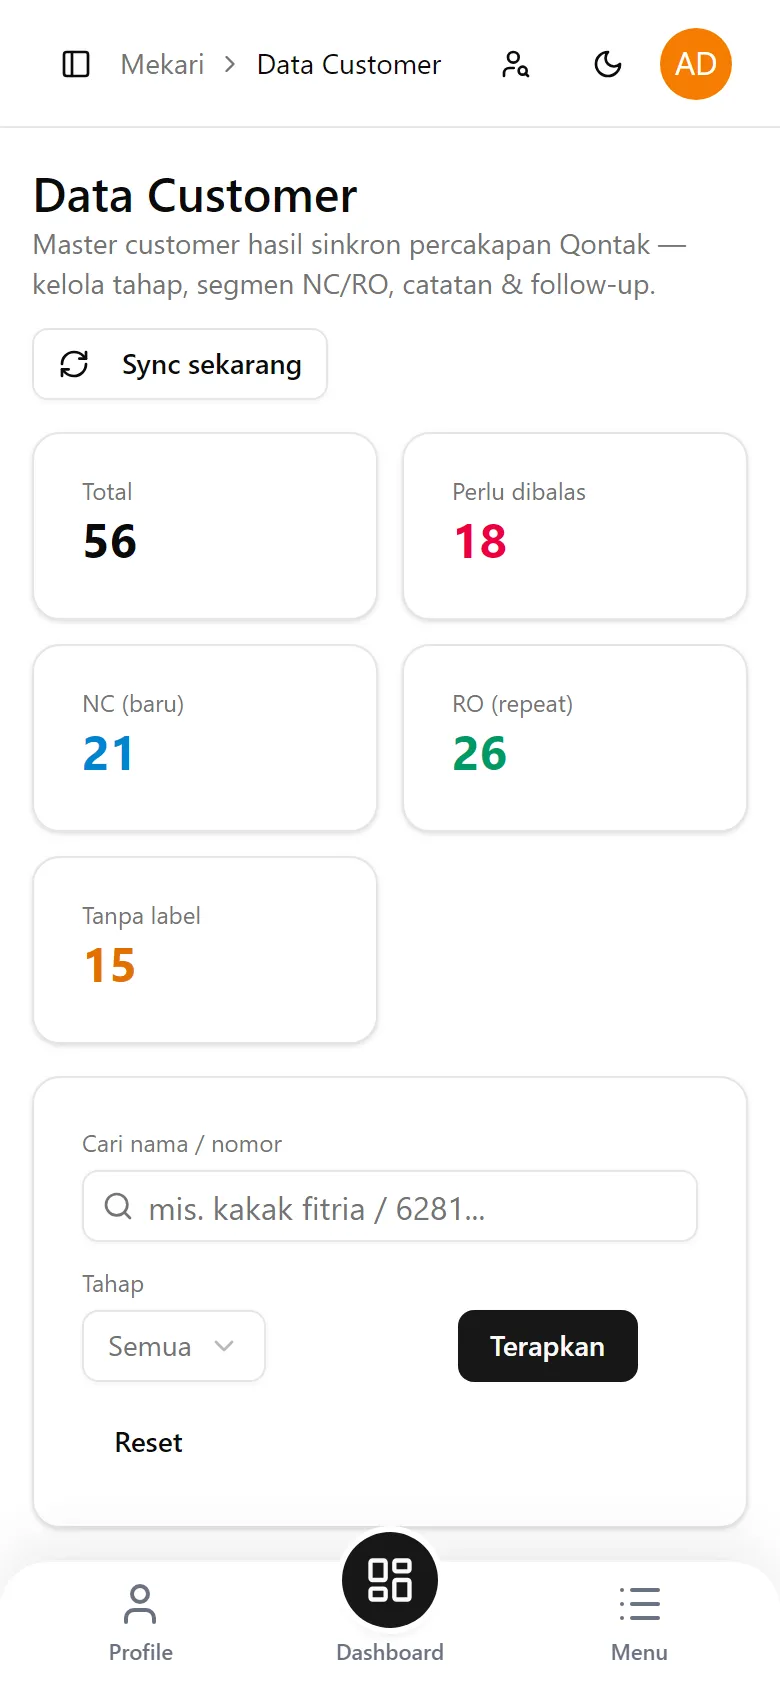 Mekari > Data Customer
AD
Data Customer
Master customer hasil sinkron percakapan Qontak —
kelola tahap, segmen NC/RO, catatan & follow-up.
Sync sekarang
Total
56
Perlu dibalas
18
NC (baru)
21
RO (repeat)
26
Tanpa label
15
Cari nama / nomor
mis. kakak fitria / 6281...
Tahap
Semua
Terapkan
Reset
Profile
Dashboard
Menu